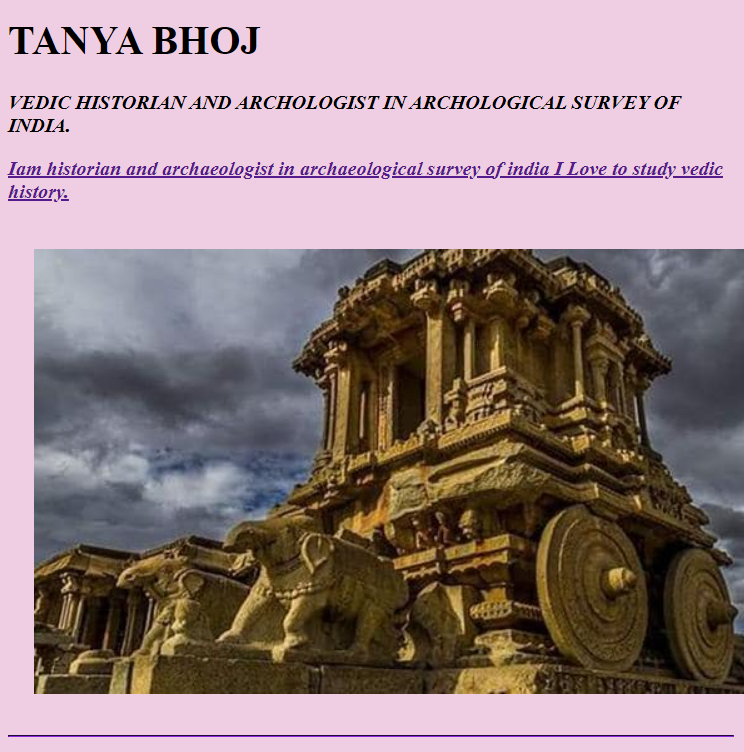 TANYA BHOJ
VEDIC HISTORIAN AND ARCHOLOGIST IN ARCHOLOGICAL SURVEY OF
INDIA.
Iam historian and archaeologist in archaeological survey of india I Love to study vedic
history.